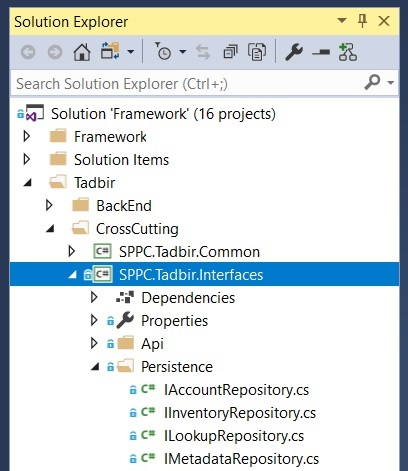 Solution Explorer
Search Solution Explorer (Ctrl+;)
Solution 'Framework' (16 projects)
Framework
Solution Items
Tadbir
BackEnd
CrossCutting
C# SPPC.Tadbir.Common
C# SPPC.Tadbir.Interfaces
Dependencies
Properties
Api
Persistence
C# IAccountRepository.cs
C# IInventoryRepository.cs
C# ILookupRepository.cs
C# IMetadataRepository.cs